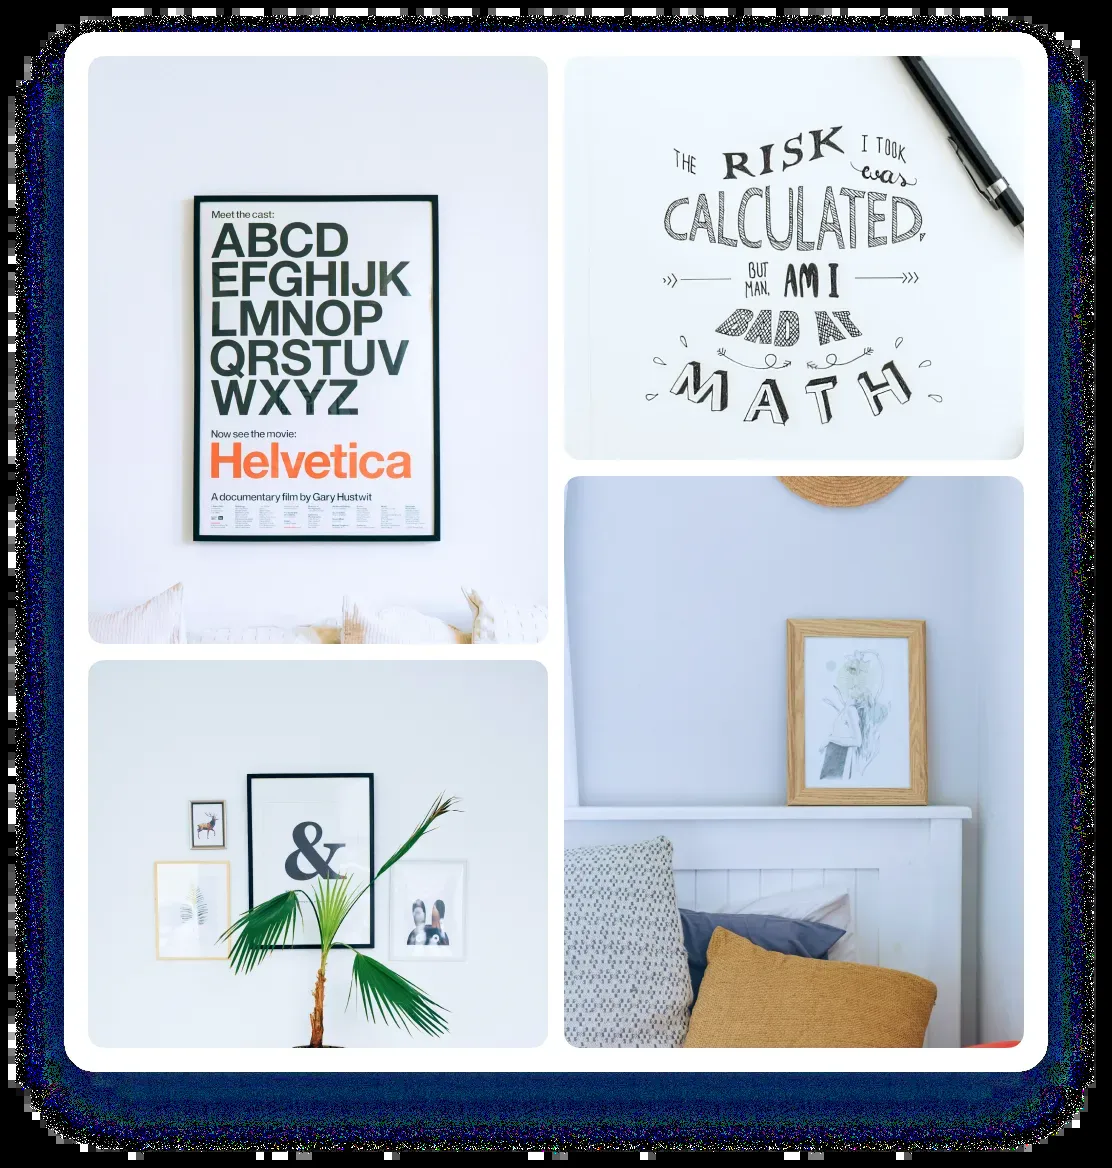 Meet the cast:
ABCD
EFGHIJK
LMNOP
QRSTUV
WXYZ
Now see the movie:
Helvetica
A documentary film by Gary Hustwit
THE RISK I TOOK
was
CALCULATED,
BUT
MAN, AM I
BAD AT
MATH
&